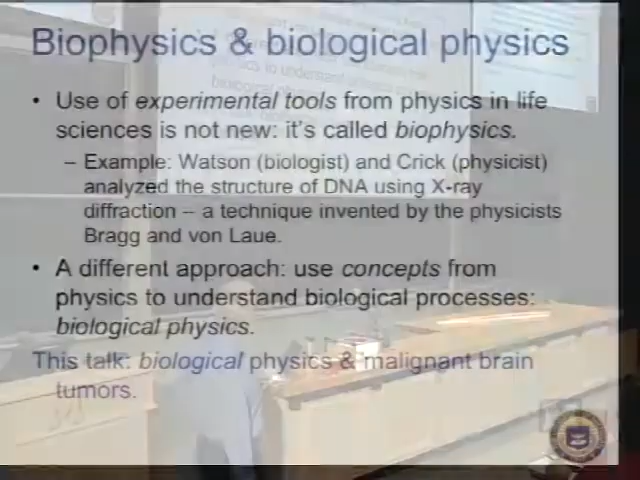 Biophysics & biological physics
• Use of experimental tools from physics in life
sciences is not new: it's called biophysics.
– Example: Watson (biologist) and Crick (physicist)
analyzed the structure of DNA using X-ray
diffraction – a technique invented by the physicists
Bragg and von Laue.
• A different approach: use concepts from
physics to understand biological processes:
biological physics.
This talk: biological physics & malignant brain
tumors.